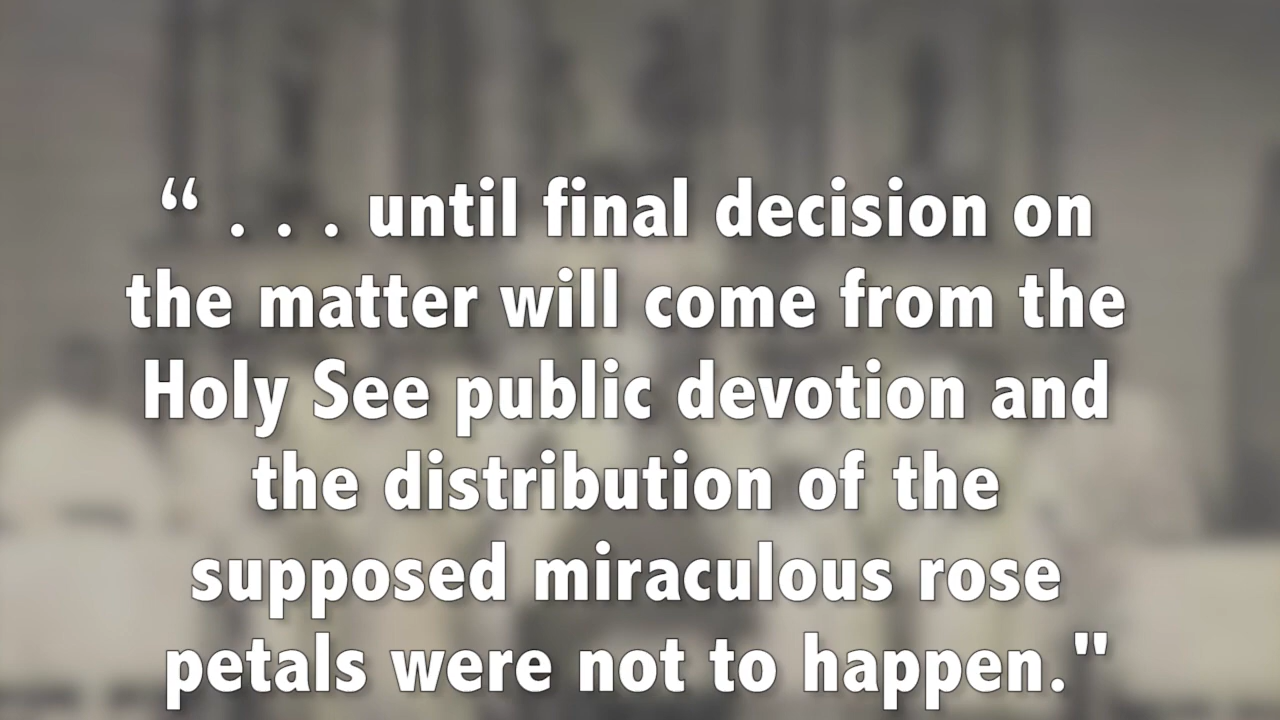 “ . . . until final decision on
the matter will come from the
Holy See public devotion and
the distribution of the
supposed miraculous rose
petals were not to happen."